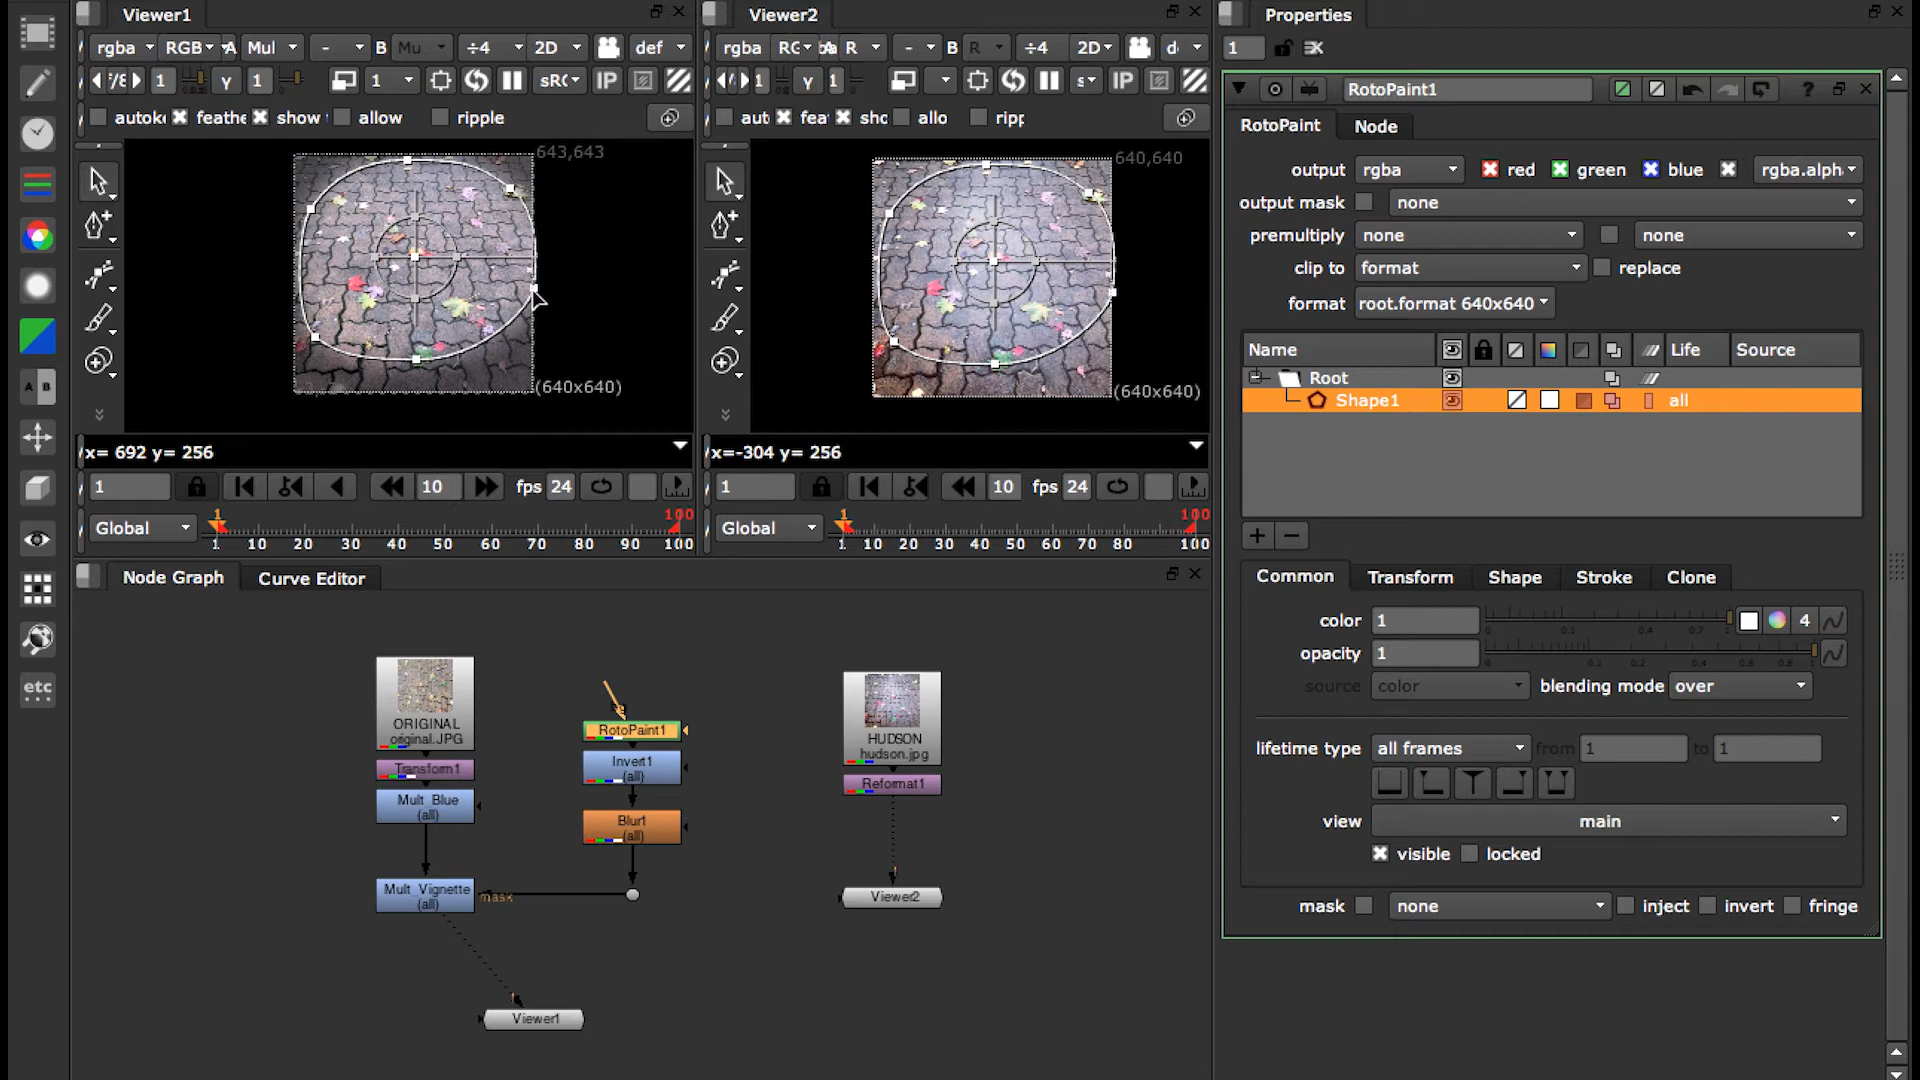 Viewer1
Viewer2
Properties
rgba RGB A Mul - B Mu ÷4 2D def
rgba A R - B R ÷4 2D d
1
1 γ 1 1 IP
1 γ 1 IP
RotoPaint1
autoke feathe show allow ripple
aut fea sho allo ripp
RotoPaint Node
643,643
640,640
output rgba red green blue rgba.alph
output mask none
premultiply none none
clip to format replace
format root.format 640x640
(640x640)
(640x640)
Name Life Source
Root
Shape1 all
x= 692 y= 256
x=-304 y= 256
1 10 fps 24
1 10 fps 24
Global 1 100
1 10 20 30 40 50 60 70 80 90 100
Global 1 100
1 10 20 30 40 50 60 70 80 100
Node Graph Curve Editor
Common Transform Shape Stroke Clone
color 1 4
opacity 1
source color blending mode over
lifetime type all frames from 1 to 1
view main
visible locked
mask none inject invert fringe
A B
etc
ORIGINAL
original.JPG
Transform1
Mult_Blue
(all)
Mult_Vignette
(all)
mask
RotoPaint1
Invert1
(all)
Blur1
(all)
HUDSON
hudson.jpg
Reformat1
Viewer2
Viewer1